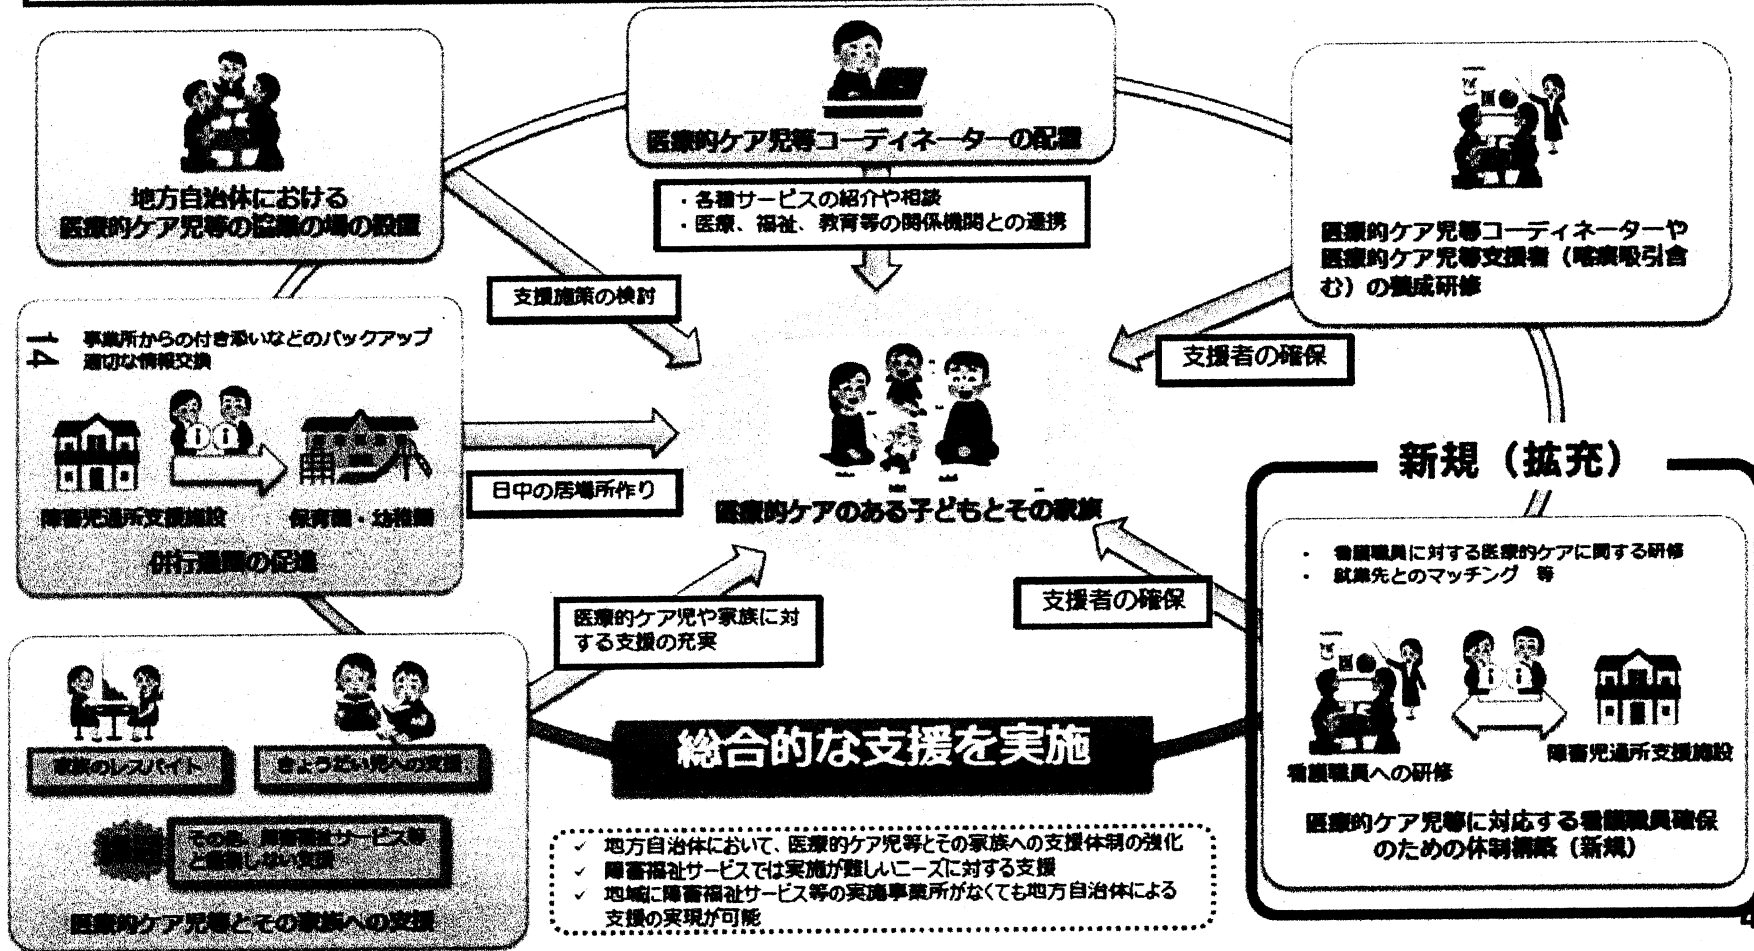 医療的ケア児等コーディネーターの配置
・各種サービスの紹介や相談
・医療、福祉、教育等の関係機関との連携
地方自治体における
医療的ケア児等の協議の場の設置
支援施策の検討
医療的ケア児等コーディネーターや
医療的ケア児等支援者（喀痰吸引含
む）の養成研修
支援者の確保
事業所からの付き添いなどのバックアップ
適切な情報交換
障害児通所支援施設
保育園・幼稚園
併行通園の促進
日中の居場所作り
医療的ケアのある子どもとその家族
新規（拡充）
・ 看護職員に対する医療的ケアに関する研修
・ 就業先とのマッチング 等
看護職員への研修
障害児通所支援施設
医療的ケア児等に対応する看護職員確保
のための体制構築（新規）
支援者の確保
医療的ケア児や家族に対
する支援の充実
家族のレスパイト
きょうだい児への支援
その他、障害福祉サービス等
と重複しない支援
医療的ケア児等とその家族への支援
総合的な支援を実施
✓ 地方自治体において、医療的ケア児等とその家族への支援体制の強化
✓ 障害福祉サービスでは実施が難しいニーズに対する支援
✓ 地域に障害福祉サービス等の実施事業所がなくても地方自治体による
支援の実現が可能